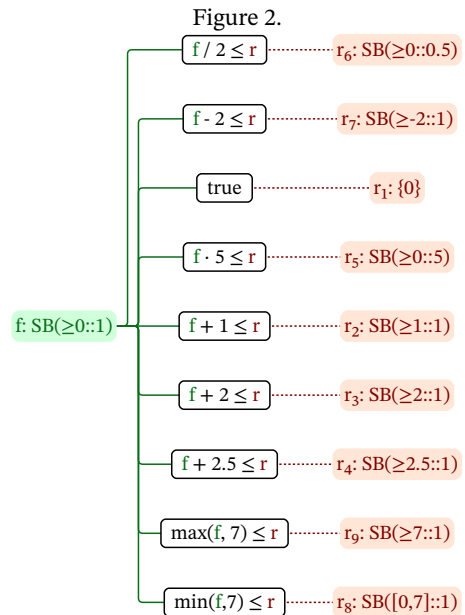 Figure 2.
f / 2 ≤ r r₆: SB(≥0::0.5)
f - 2 ≤ r r₇: SB(≥-2::1)
true r₁: {0}
f · 5 ≤ r r₅: SB(≥0::5)
f: SB(≥0::1) f + 1 ≤ r r₂: SB(≥1::1)
f + 2 ≤ r r₃: SB(≥2::1)
f + 2.5 ≤ r r₄: SB(≥2.5::1)
max(f, 7) ≤ r r₉: SB(≥7::1)
min(f,7) ≤ r r₈: SB([0,7]::1)